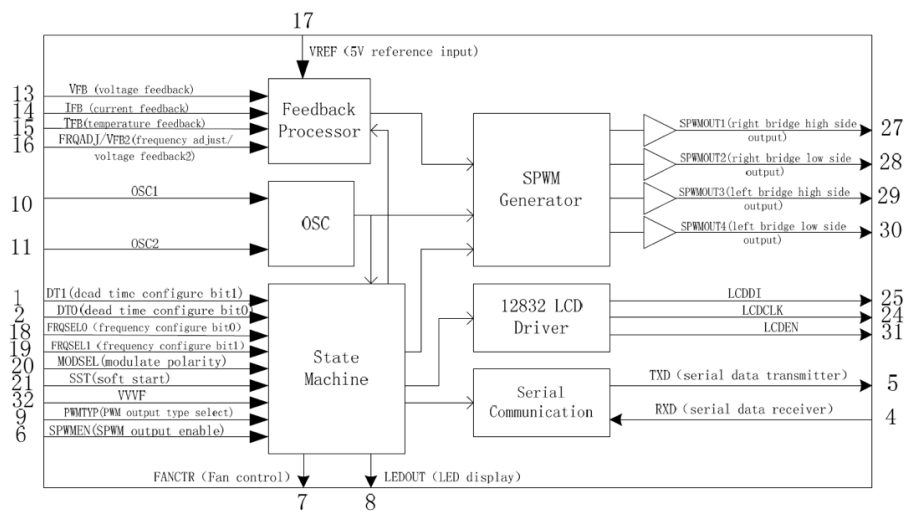 17
VREF (5V reference input)
13
VFB (voltage feedback)
14
IFB (current feedback)
15
TFB(temperature feedback)
16
FRQADJ/VFB2(frequency adjust/
voltage feedback2)
Feedback
Processor
10
OSC1
11
OSC2
OSC
SPWM
Generator
SPWMOUT1(right bridge high side
output)
27
SPWMOUT2(right bridge low side
output)
28
SPWMOUT3(left bridge high side
output)
29
SPWMOUT4(left bridge low side
output)
30
1
DT1(dead time configure bit1)
2
DT0(dead time configure bit0)
18
FRQSEL0 (frequency configure bit0)
19
FRQSEL1 (frequency configure bit1)
20
MODSEL(modulate polarity)
21
SST(soft start)
32
VVVF
9
PWMTYP(PWM output type select)
6
SPWMEN(SPWM output enable)
State
Machine
12832 LCD
Driver
LCDDI
25
LCDCLK
24
LCDEN
31
Serial
Communication
TXD (serial data transmitter)
5
RXD (serial data receiver)
4
FANCTR (Fan control)
7
LEDOUT (LED display)
8